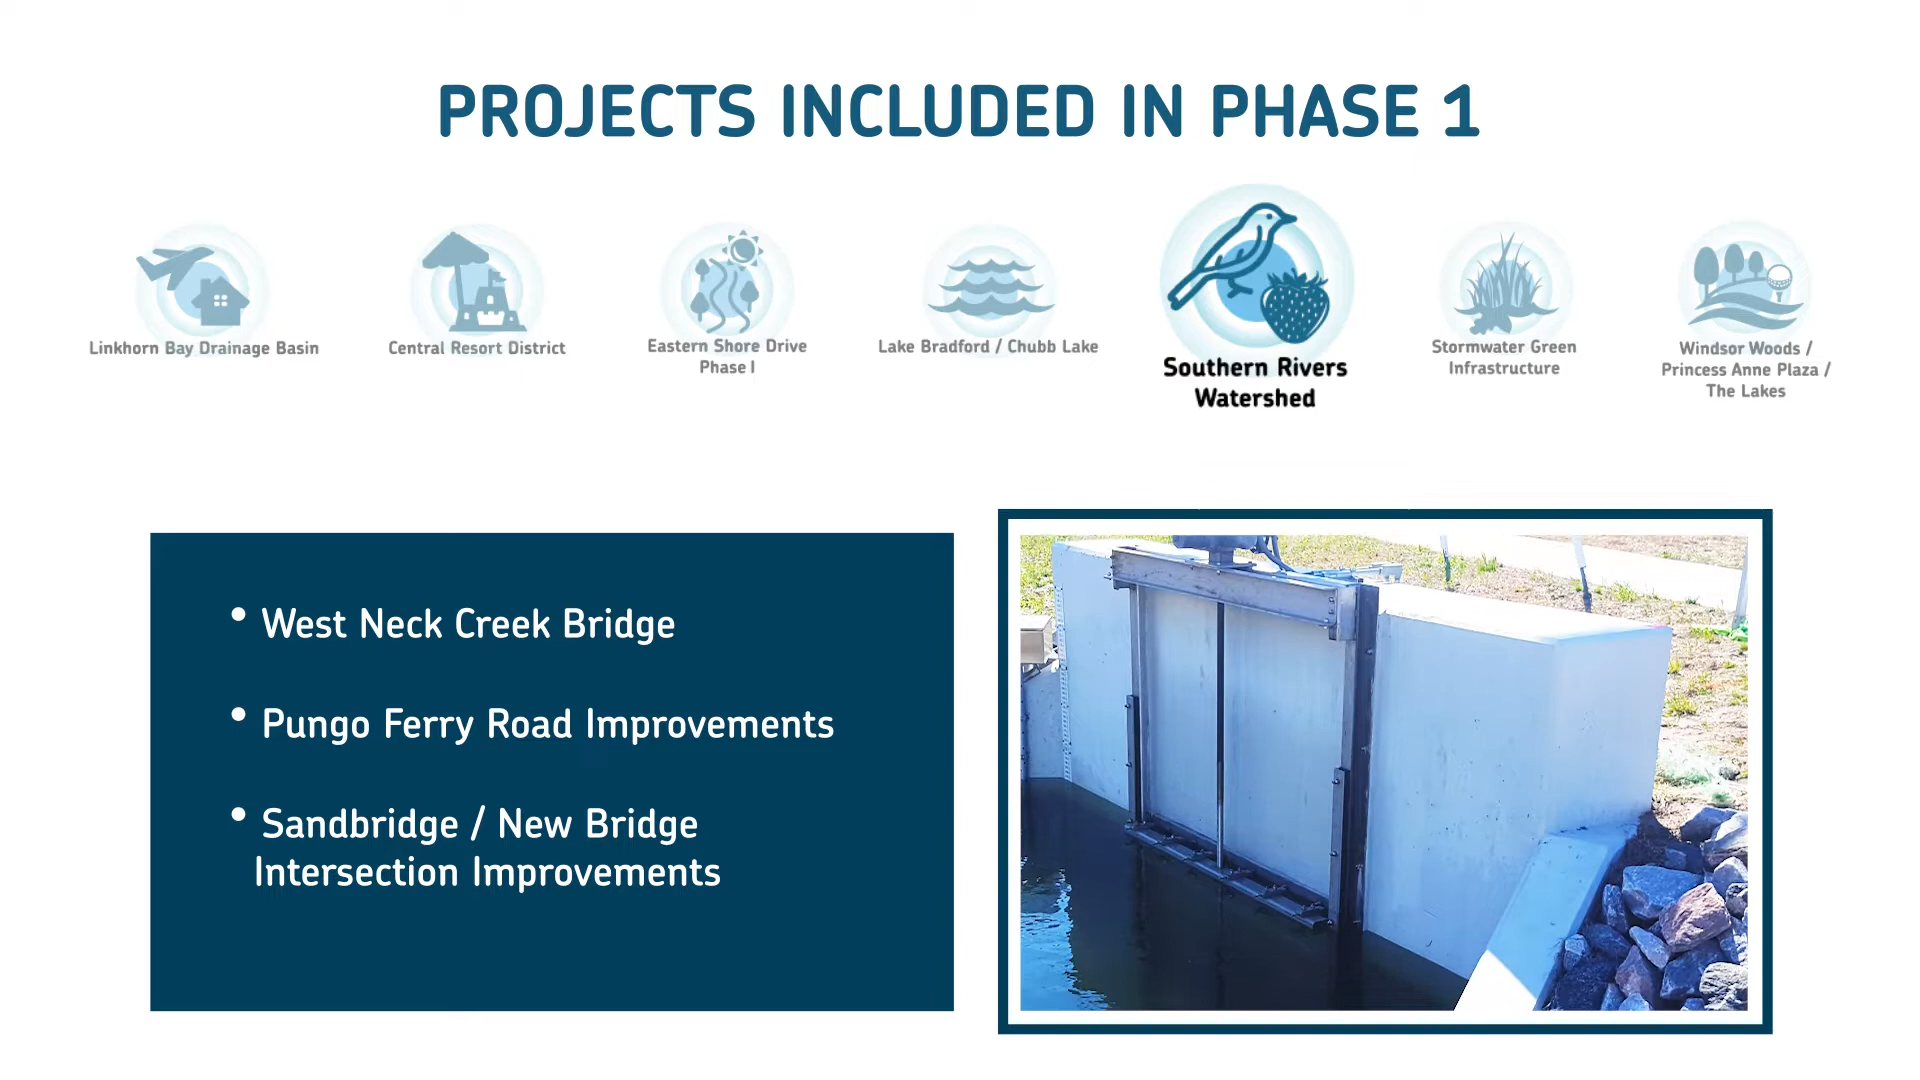 PROJECTS INCLUDED IN PHASE 1
Linkhorn Bay Drainage Basin
Central Resort District
Eastern Shore Drive
Phase I
Lake Bradford / Chubb Lake
Southern Rivers
Watershed
Stormwater Green
Infrastructure
Windsor Woods /
Princess Anne Plaza /
The Lakes
• West Neck Creek Bridge
• Pungo Ferry Road Improvements
• Sandbridge / New Bridge
Intersection Improvements